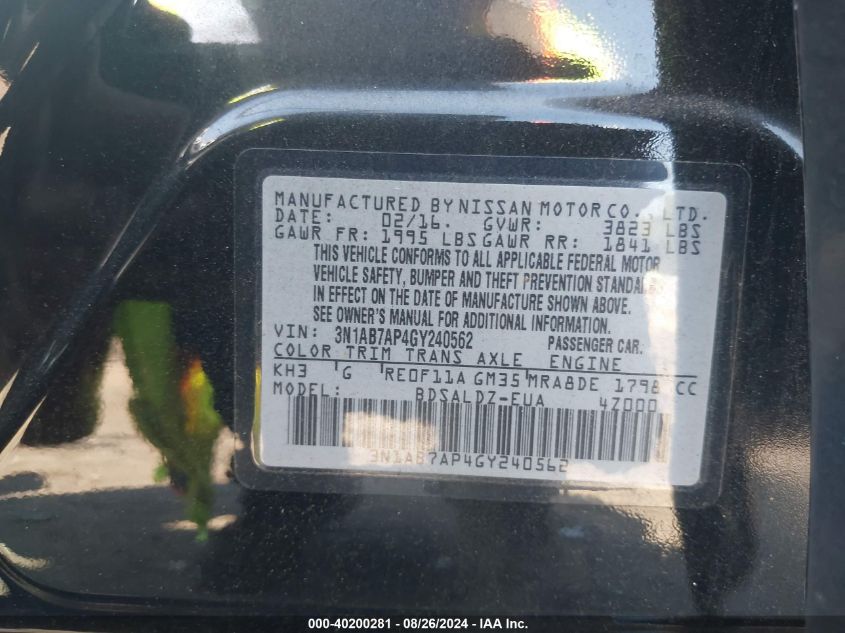 MANUFACTURED BY NISSAN MOTOR CO., LTD.
DATE: 02/16. GVWR: 3823 LBS
GAWR FR: 1995 LBS GAWR RR: 1841 LBS
THIS VEHICLE CONFORMS TO ALL APPLICABLE FEDERAL MOTOR
VEHICLE SAFETY, BUMPER AND THEFT PREVENTION STANDARDS
IN EFFECT ON THE DATE OF MANUFACTURE SHOWN ABOVE.
SEE OWNER'S MANUAL FOR ADDITIONAL INFORMATION.
VIN: 3N1AB7AP4GY240562 PASSENGER CAR.
COLOR TRIM TRANS AXLE ENGINE
KH3 G RE0F11A GM35 MRA8DE 1798 CC
MODEL: BDSALDZ-EUA 4Z000
3N1AB7AP4GY240562
000-40200281 - 08/26/2024 - IAA Inc.